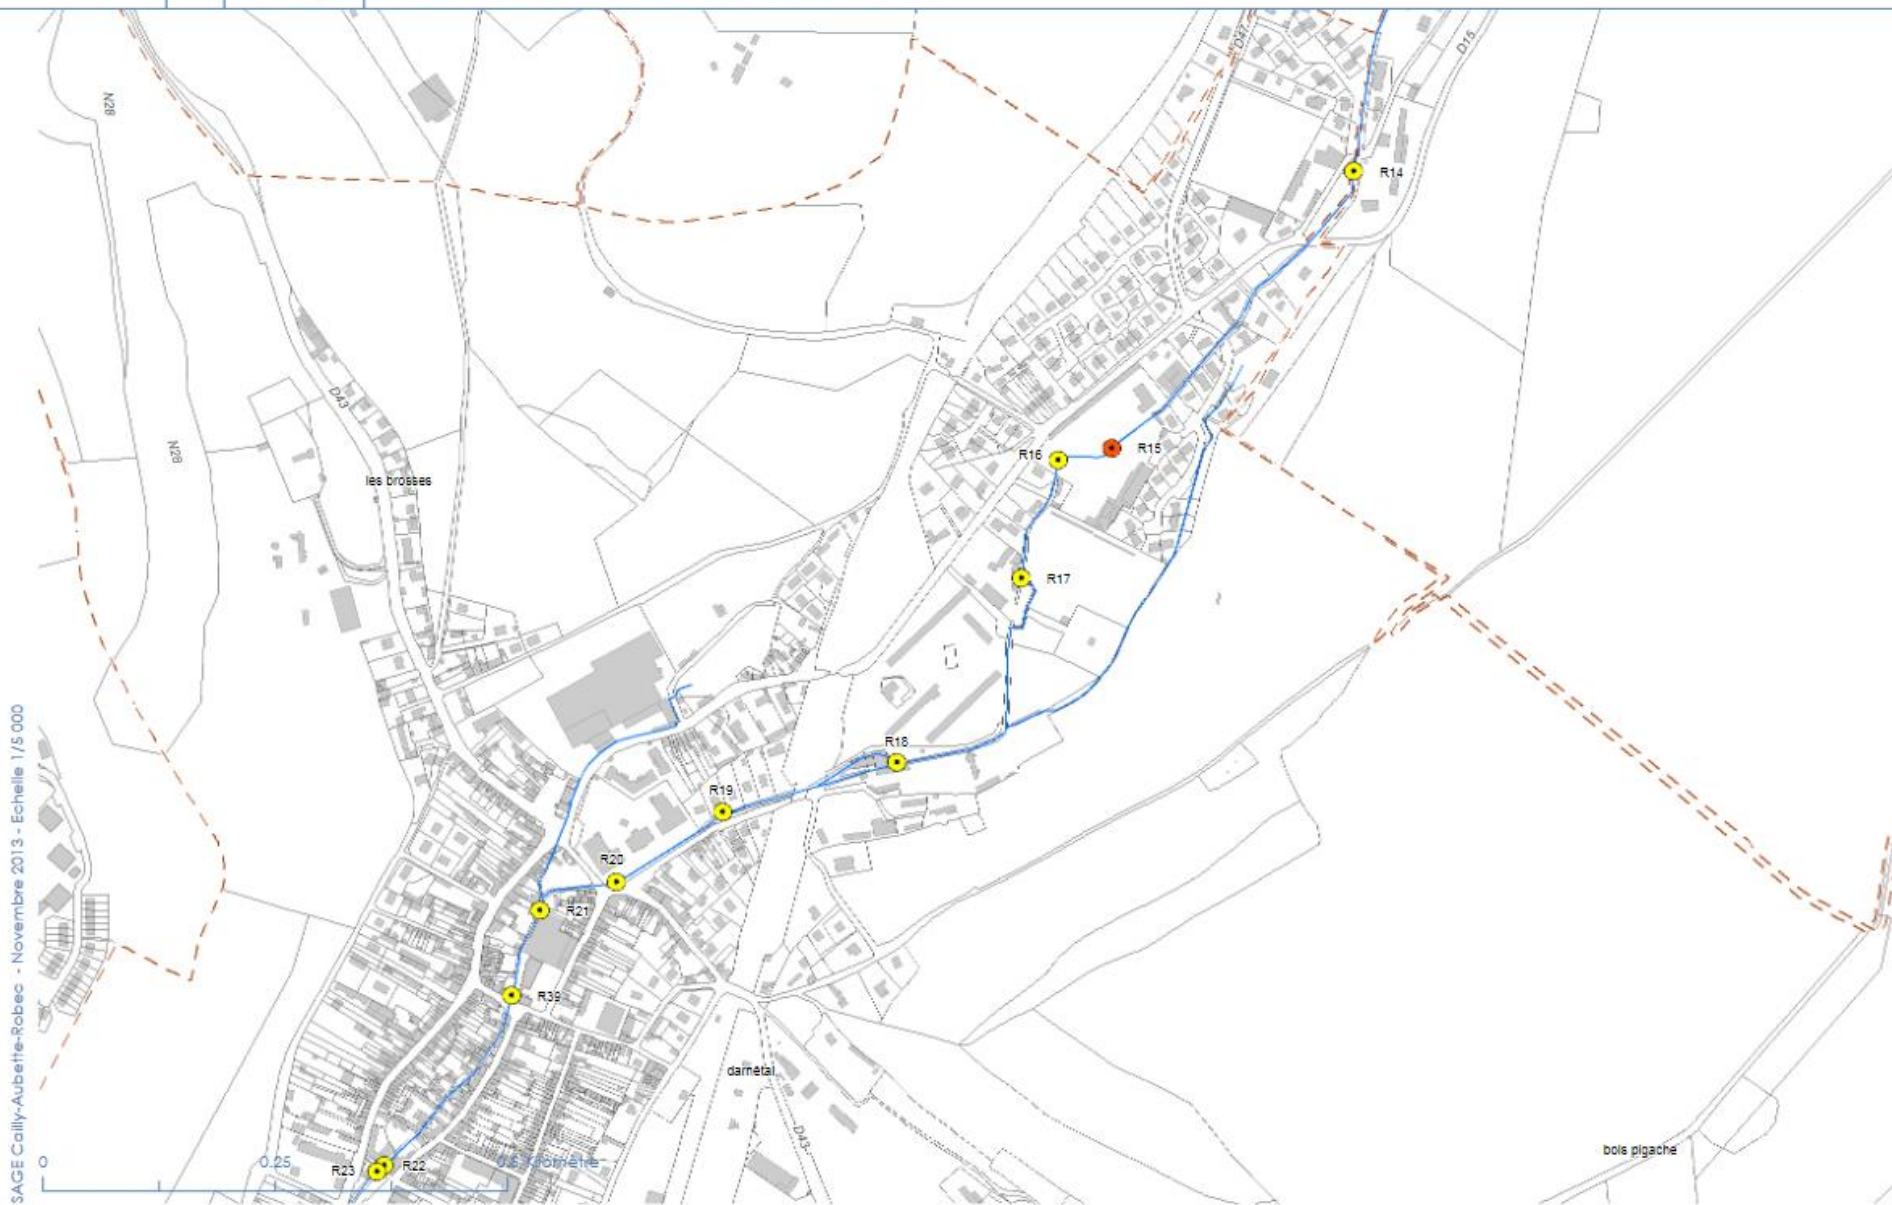 D47
D15
N28
R14
D43
N28
R15
R16
les brosses
R17
R18
R19
R20
R21
R39
darnétal
D43
bois pigache
R23
R22
0
0.25
0.5 Kilomètre
SAGE Cailly-Aubette-Robec - Novembre 2013 - Echelle 1/5 000